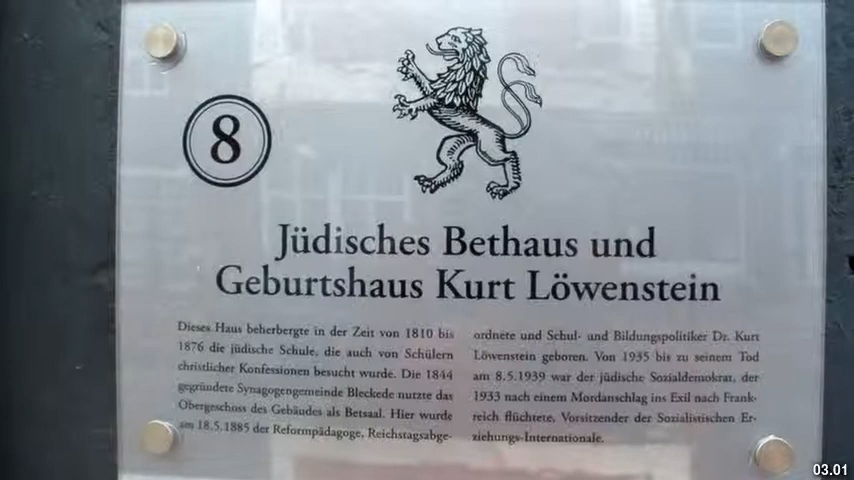 8
Jüdisches Bethaus und
Geburtshaus Kurt Löwenstein
Dieses Haus beherbergte in der Zeit von 1810 bis
1876 die jüdische Schule, die auch von Schülern
christlicher Konfessionen besucht wurde. Die 1844
gegründete Synagogengemeinde Bleckede nutzte das
Obergeschoss des Gebäudes als Betsaal. Hier wurde
am 18.5.1885 der Reformpädagoge, Reichstagsabge-
ordnete und Schul- und Bildungspolitiker Dr. Kurt
Löwenstein geboren. Von 1935 bis zu seinem Tod
am 8.5.1939 war der jüdische Sozialdemokrat, der
1933 nach einem Mordanschlag ins Exil nach Frank-
reich flüchtete, Vorsitzender der Sozialistischen Er-
ziehungs-Internationale.
03.01